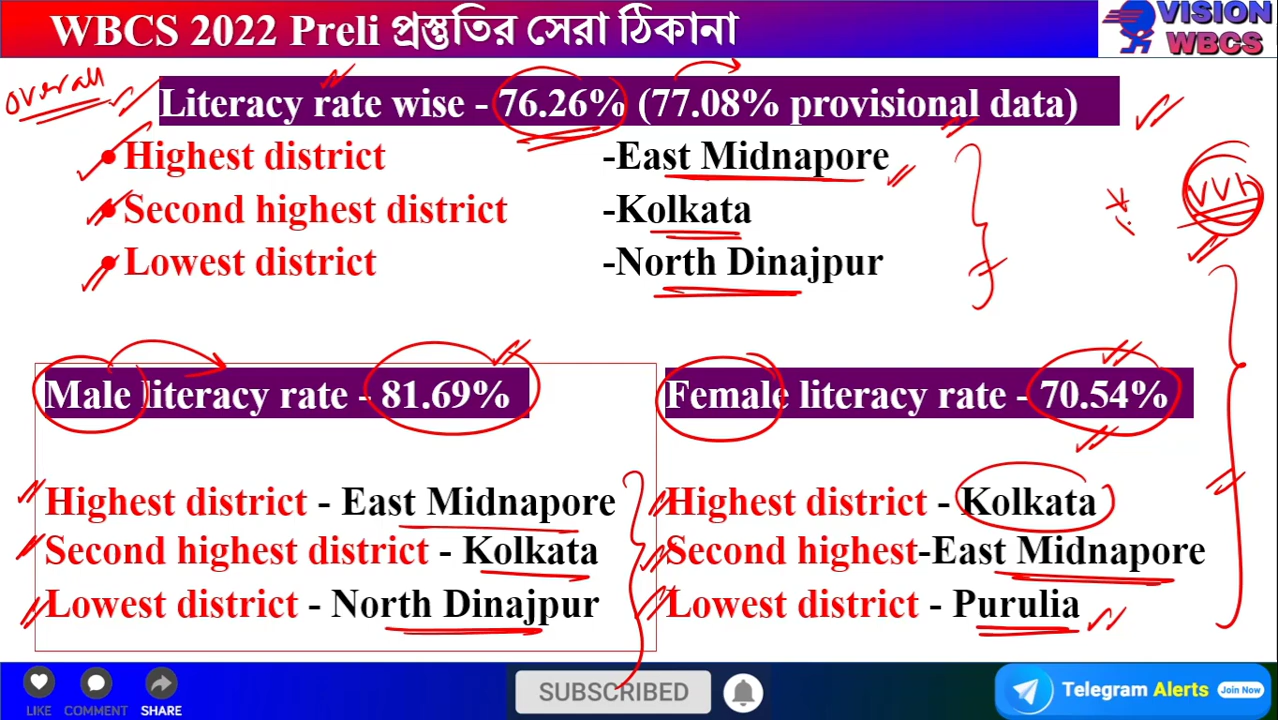 WBCS 2022 Preli প্রস্তুতির সেরা ঠিকানা
VISION
WBCS
overall
Literacy rate wise - 76.26% (77.08% provisional data)
• Highest district -East Midnapore
• Second highest district -Kolkata
• Lowest district -North Dinajpur
VVI
Male literacy rate - 81.69%
Highest district - East Midnapore
Second highest district - Kolkata
Lowest district - North Dinajpur
Female literacy rate - 70.54%
Highest district - Kolkata
Second highest-East Midnapore
Lowest district - Purulia
LIKE COMMENT SHARE
SUBSCRIBED
Telegram Alerts Join Now